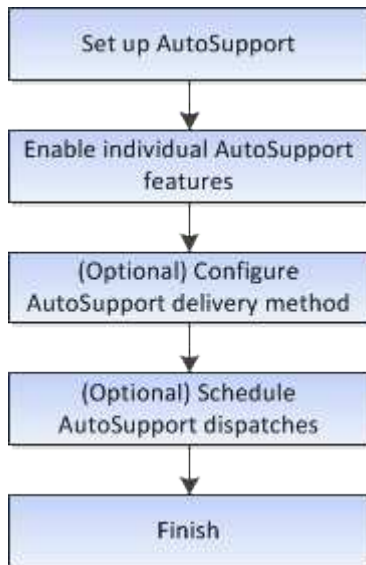 Set up AutoSupport
Enable individual AutoSupport
features
(Optional) Configure
AutoSupport delivery method
(Optional) Schedule
AutoSupport dispatches
Finish